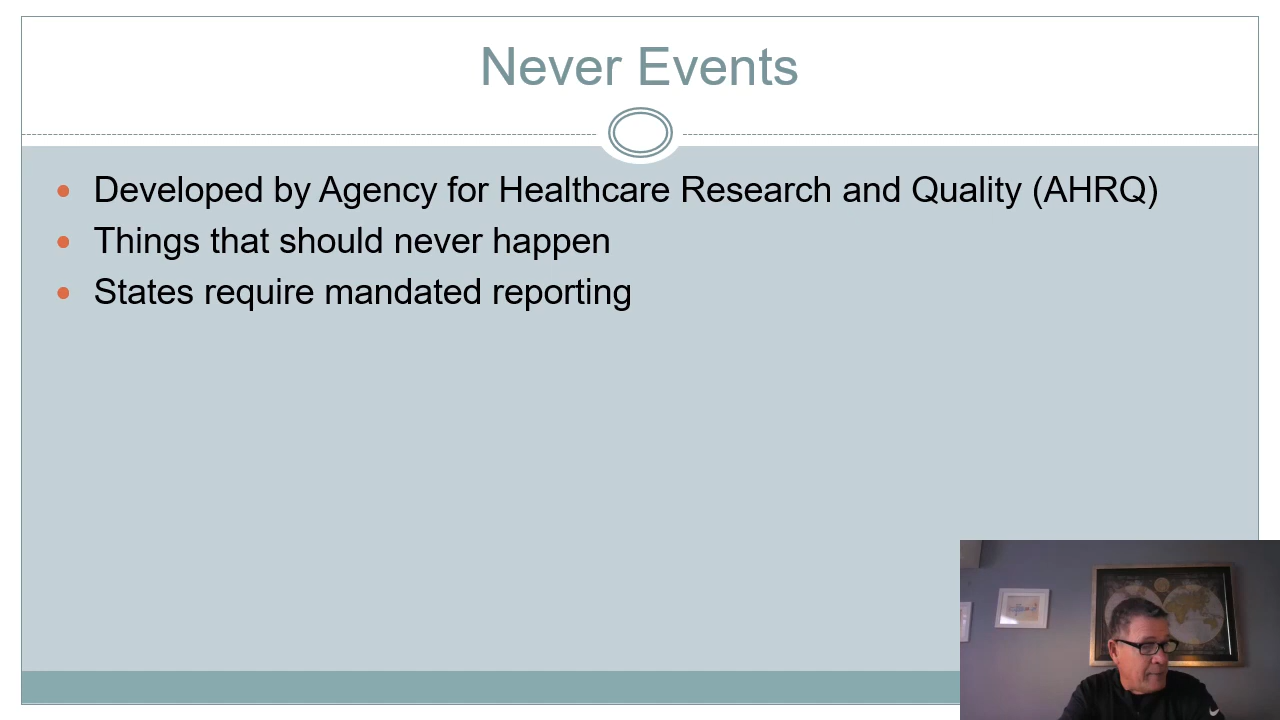 Never Events
Developed by Agency for Healthcare Research and Quality (AHRQ)
Things that should never happen
States require mandated reporting